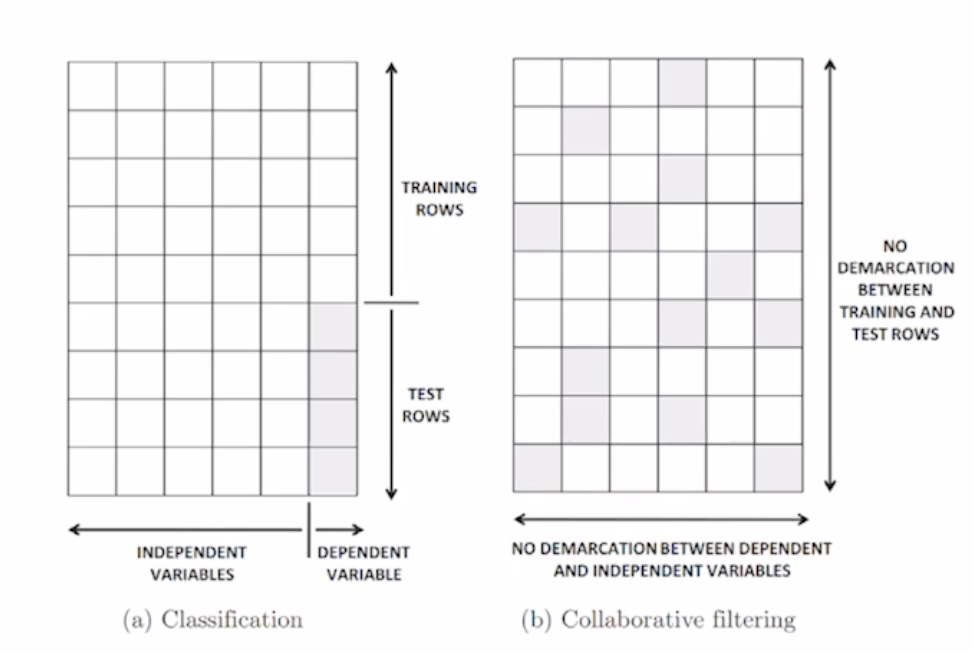 TRAINING
ROWS
TEST
ROWS
INDEPENDENT
VARIABLES
DEPENDENT
VARIABLE
(a) Classification
NO
DEMARCATION
BETWEEN
TRAINING AND
TEST ROWS
NO DEMARCATION BETWEEN DEPENDENT
AND INDEPENDENT VARIABLES
(b) Collaborative filtering